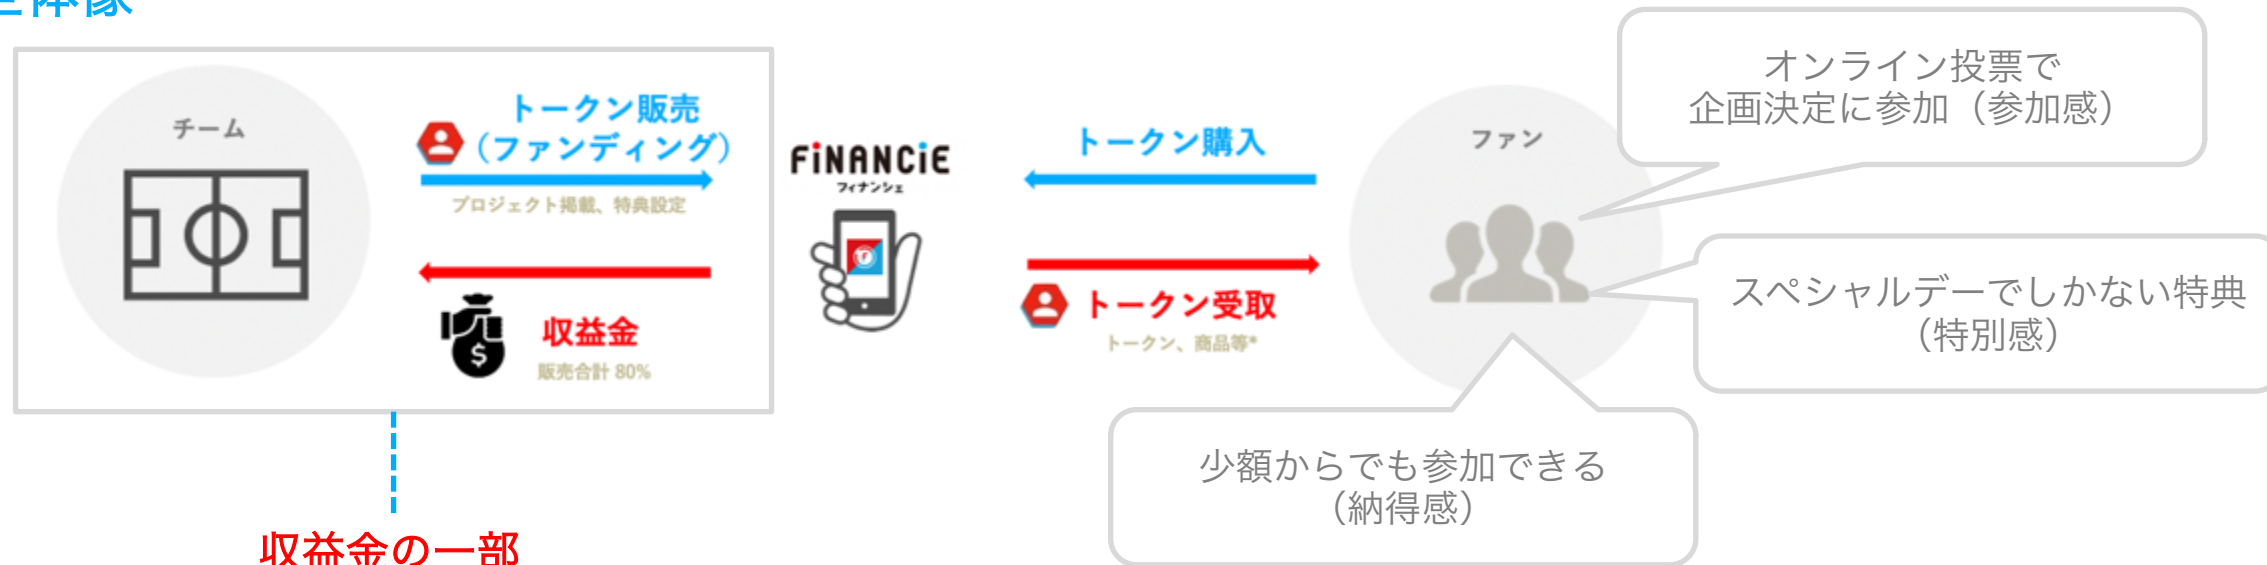 全体像
チーム
トークン販売
（ファンディング）
プロジェクト掲載、特典設定
収益金
販売合計 80%
FiNANCiE
フィナンシェ
トークン購入
トークン受取
トークン、商品等*
ファン
オンライン投票で
企画決定に参加（参加感）
スペシャルデーでしかない特典
（特別感）
少額からでも参加できる
（納得感）
収益金の一部